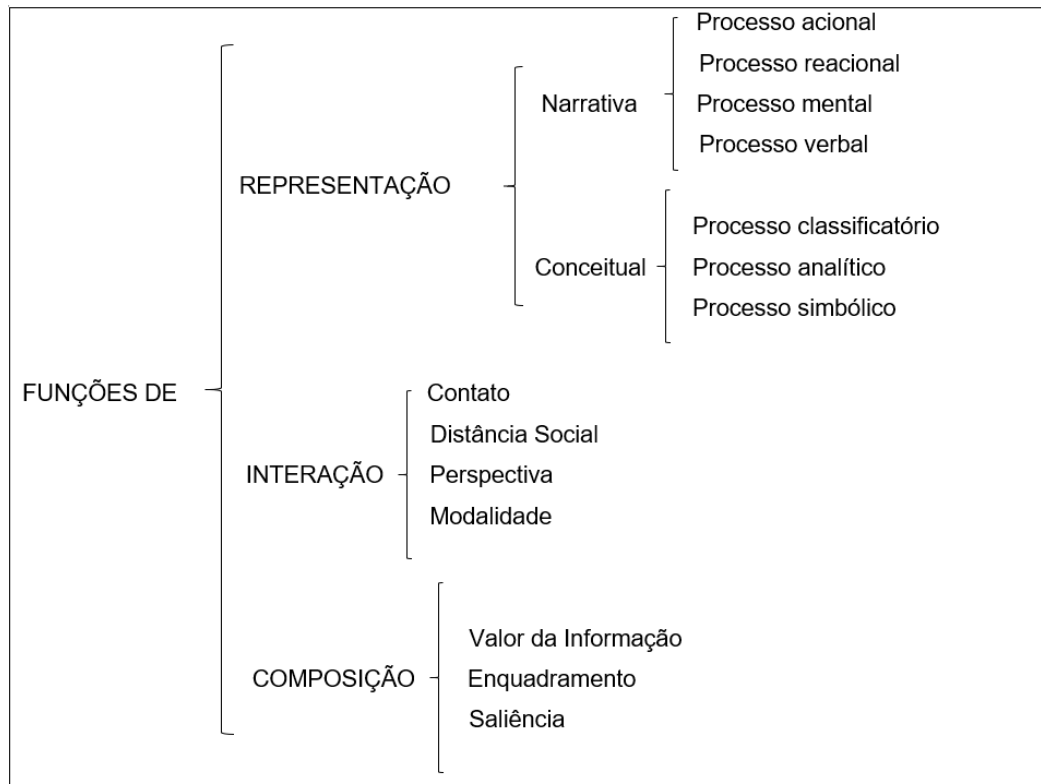 FUNÇÕES DE
REPRESENTAÇÃO
Narrativa
Processo acional
Processo reacional
Processo mental
Processo verbal
Conceitual
Processo classificatório
Processo analítico
Processo simbólico
INTERAÇÃO
Contato
Distância Social
Perspectiva
Modalidade
COMPOSIÇÃO
Valor da Informação
Enquadramento
Saliência